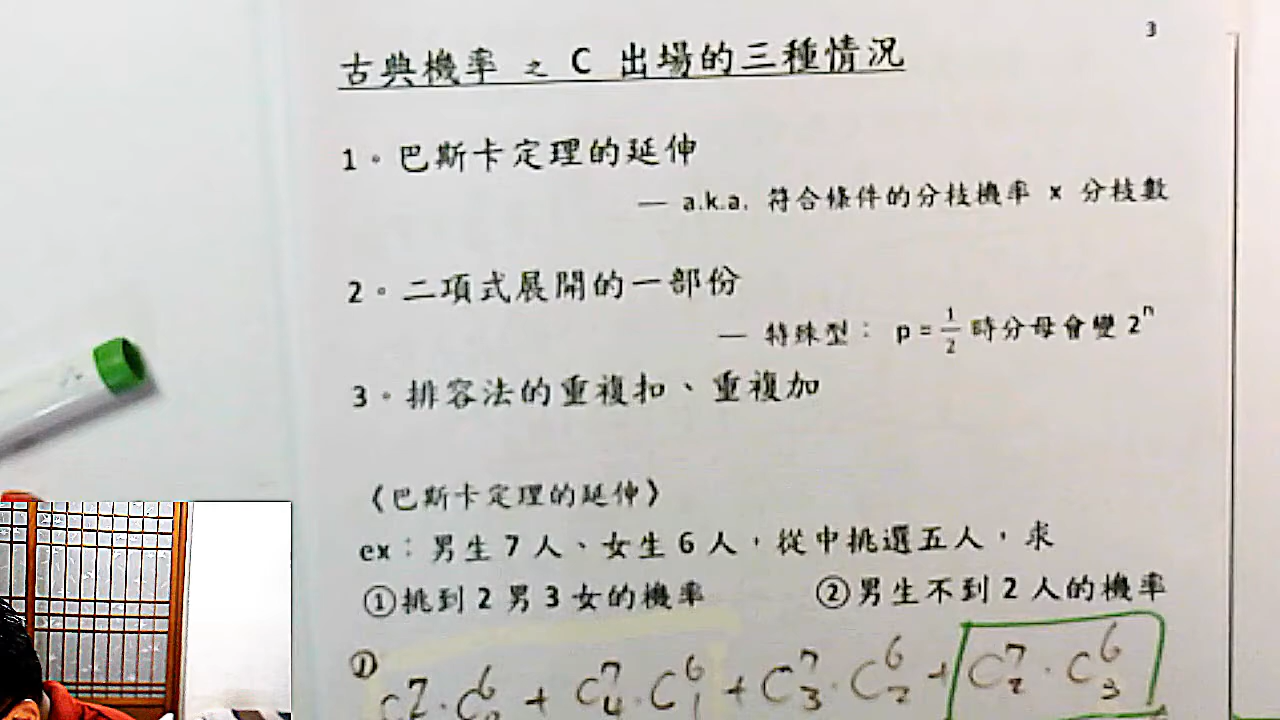 3
古典機率 之 C 出場的三種情況
1。巴斯卡定理的延伸
— a.k.a. 符合條件的分枝機率 x 分枝數
2。二項式展開的一部份
— 特殊型： p = 1/2 時分母會變 2^n
3。排容法的重複扣、重複加
《巴斯卡定理的延伸》
ex：男生 7 人、女生 6 人，從中挑選五人，求
①挑到 2 男 3 女的機率 ②男生不到 2 人的機率
① + C^7_4 · C^6_1 + C^7_3 · C^6_2 + C^7_2 · C^6_3